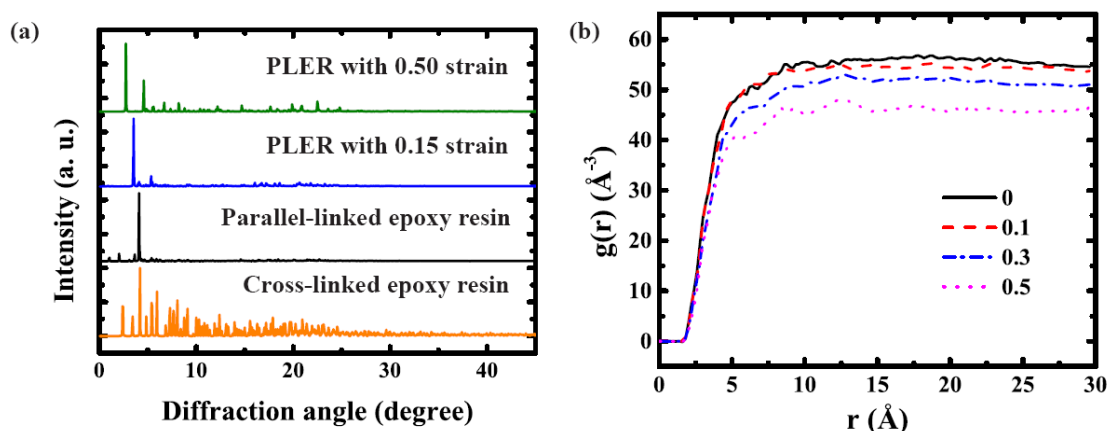 (a)
PLER with 0.50 strain
PLER with 0.15 strain
Parallel-linked epoxy resin
Cross-linked epoxy resin
Intensity (a. u.)
0 10 20 30 40
Diffraction angle (degree)
(b)
60
50
40
30
20
10
0
g(r) (Å⁻³)
0
0.1
0.3
0.5
0 5 10 15 20 25 30
r (Å)